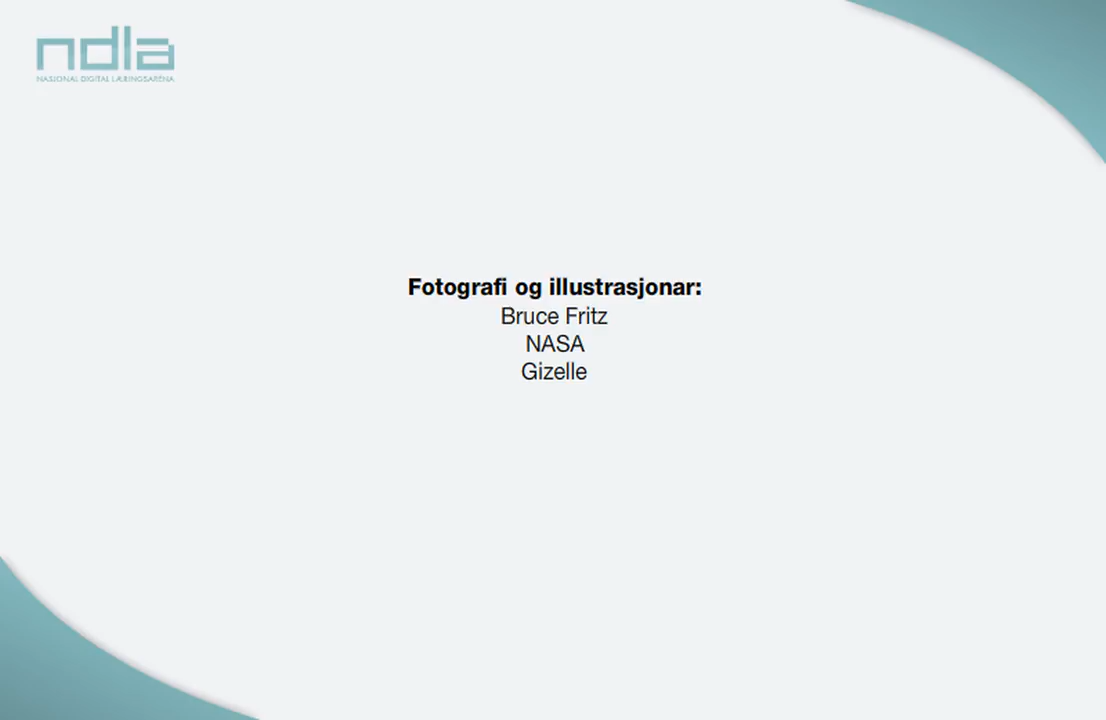 ndla
NASJONAL DIGITAL LÆRINGSARENA
Fotografi og illustrasjonar:
Bruce Fritz
NASA
Gizelle